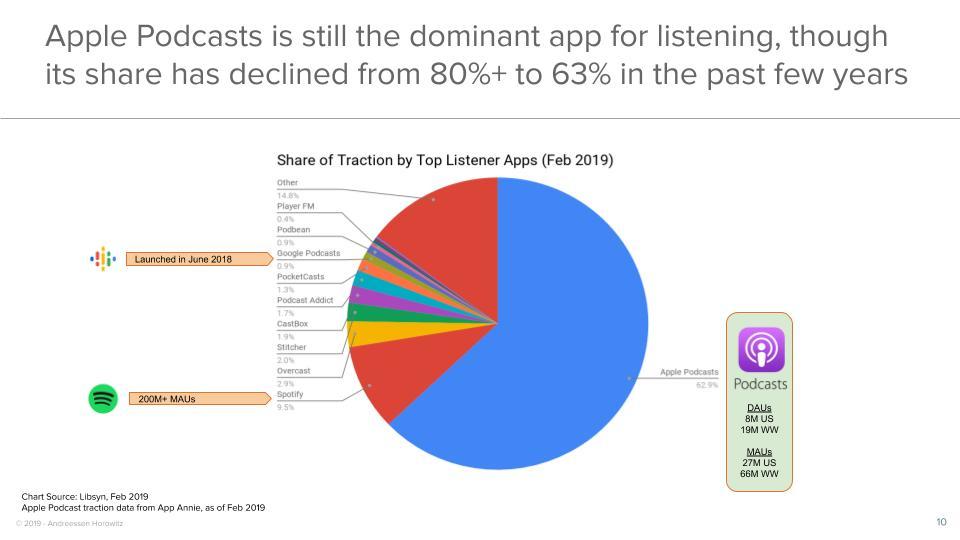 Apple Podcasts is still the dominant app for listening, though
its share has declined from 80%+ to 63% in the past few years
Share of Traction by Top Listener Apps (Feb 2019)
Other
14.8%
Player FM
0.4%
Podbean
0.9%
Google Podcasts
0.9%
PocketCasts
1.3%
Podcast Addict
1.7%
CastBox
1.9%
Stitcher
2.0%
Overcast
2.9%
Spotify
9.5%
Launched in June 2018
200M+ MAUs
Apple Podcasts
62.9%
Podcasts
DAUs
8M US
19M WW
MAUs
27M US
66M WW
Chart Source: Libsyn, Feb 2019
Apple Podcast traction data from App Annie, as of Feb 2019
© 2019 - Andreessen Horowitz
10